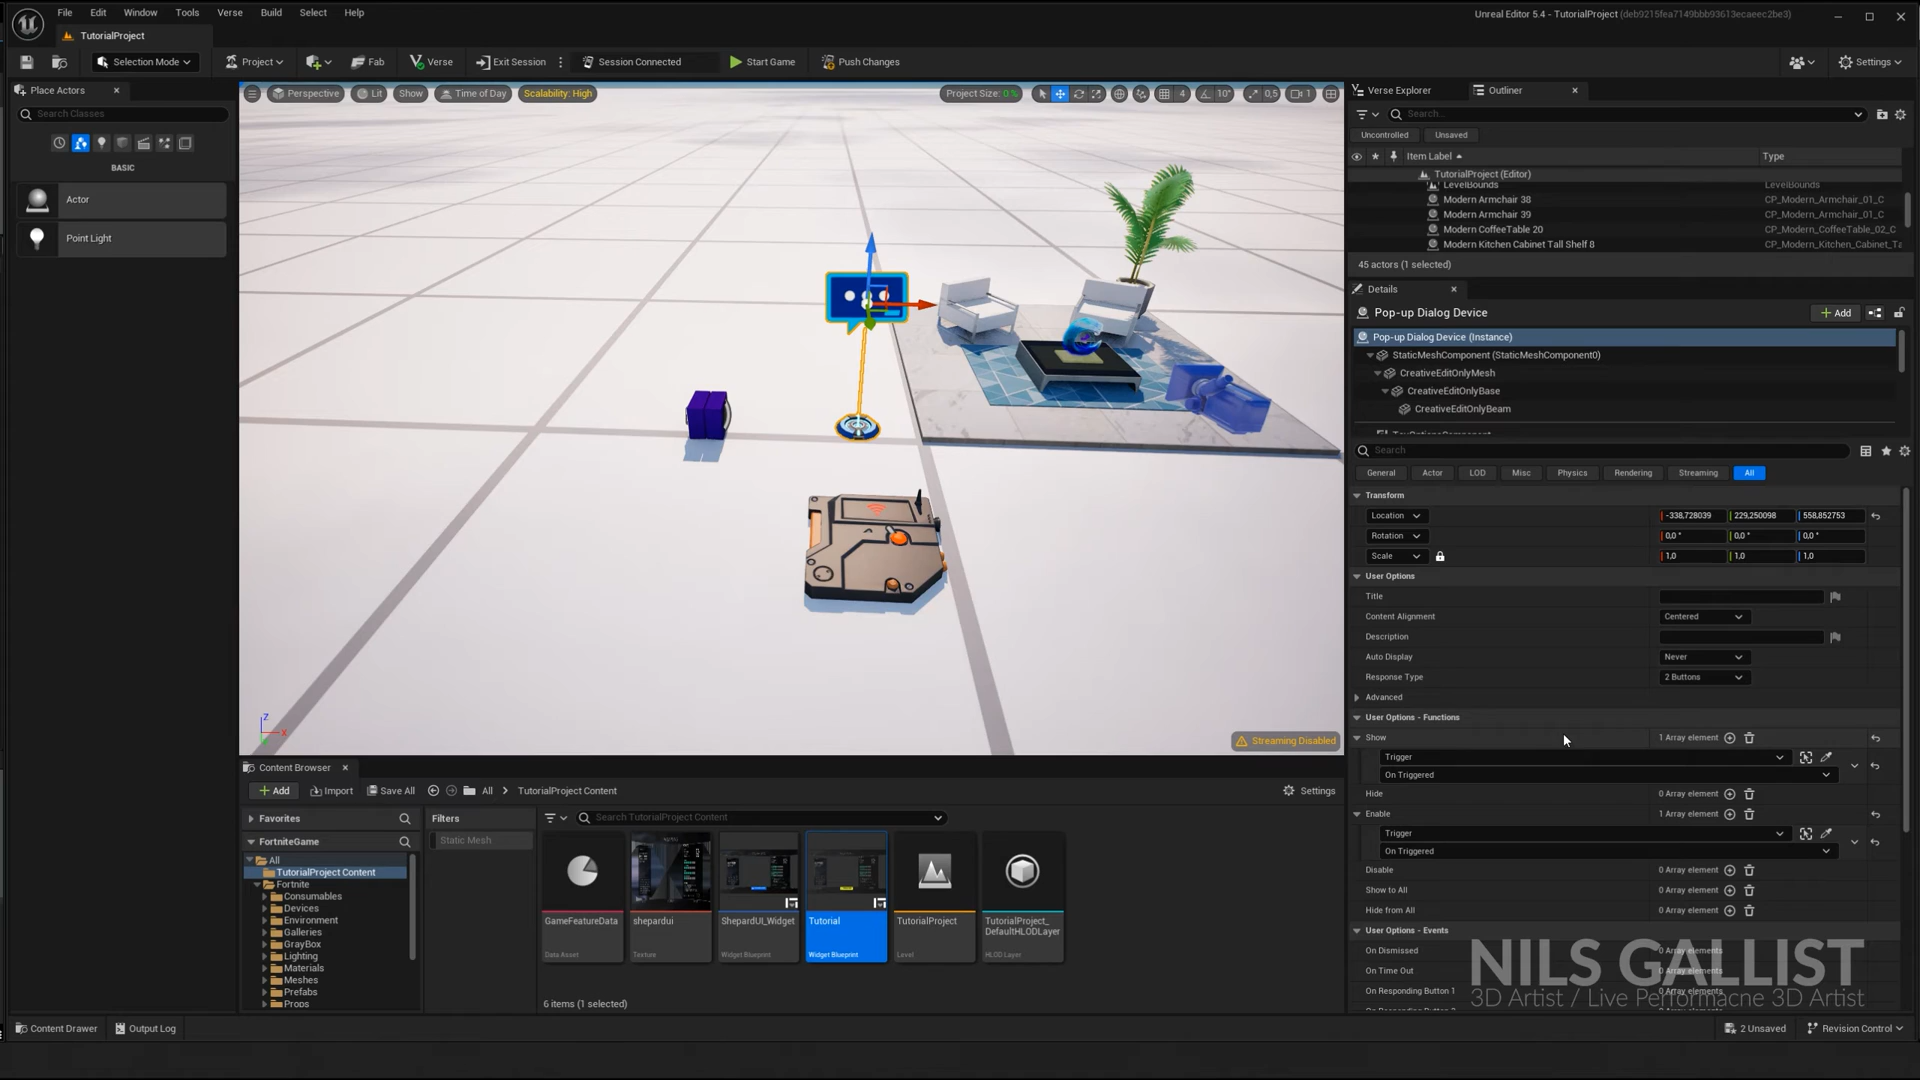 File Edit Window Tools Verse Build Select Help
Unreal Editor 5.4 - TutorialProject (deb9215fea7149bbb93613ecaeec2be3)
TutorialProject
Selection Mode Project Fab Verse Exit Session Session Connected Start Game Push Changes Settings
Place Actors
Search Classes
BASIC
Actor
Point Light
Perspective Lit Show Time of Day Scalability: High
Project Size: 0 % 4 10° 0,5 1
Streaming Disabled
Z
X
Verse Explorer Outliner
Search...
Uncontrolled Unsaved
Item Label Type
TutorialProject (Editor)
LevelBounds LevelBounds
Modern Armchair 38 CP_Modern_Armchair_01_C
Modern Armchair 39 CP_Modern_Armchair_01_C
Modern CoffeeTable 20 CP_Modern_CoffeeTable_02_C
Modern Kitchen Cabinet Tall Shelf 8 CP_Modern_Kitchen_Cabinet_Ta
45 actors (1 selected)
Details
Pop-up Dialog Device Add
Pop-up Dialog Device (Instance)
StaticMeshComponent (StaticMeshComponent0)
CreativeEditOnlyMesh
CreativeEditOnlyBase
CreativeEditOnlyBeam
Search
General Actor LOD Misc Physics Rendering Streaming All
Transform
Location -338,728039 229,250098 558,852753
Rotation 0,0 ° 0,0 ° 0,0 °
Scale 1,0 1,0 1,0
User Options
Title
Content Alignment Centered
Description
Auto Display Never
Response Type 2 Buttons
Advanced
User Options - Functions
Show 1 Array element
Trigger
On Triggered
Hide 0 Array element
Enable 1 Array element
Trigger
On Triggered
Disable 0 Array element
Show to All 0 Array element
Hide from All 0 Array element
User Options - Events
On Dismissed 0 Array elements
On Time Out 0 Array elements
On Responding Button 1 0 Array elements
NILS GALLIST
3D Artist / Live Performacne 3D Artist
Content Browser
Add Import Save All All TutorialProject Content Settings
Favorites
FortniteGame
All
TutorialProject Content
Fortnite
Consumables
Devices
Environment
Galleries
GrayBox
Lighting
Materials
Meshes
Prefabs
Props
Filters
Static Mesh
Search TutorialProject Content
GameFeatureData
Data Asset
shepardui
Texture
ShepardUI_Widget
Widget Blueprint
Tutorial
Widget Blueprint
TutorialProject
Level
TutorialProject_
DefaultHLODLayer
HLOD Layer
6 items (1 selected)
Content Drawer Output Log 2 Unsaved Revision Control